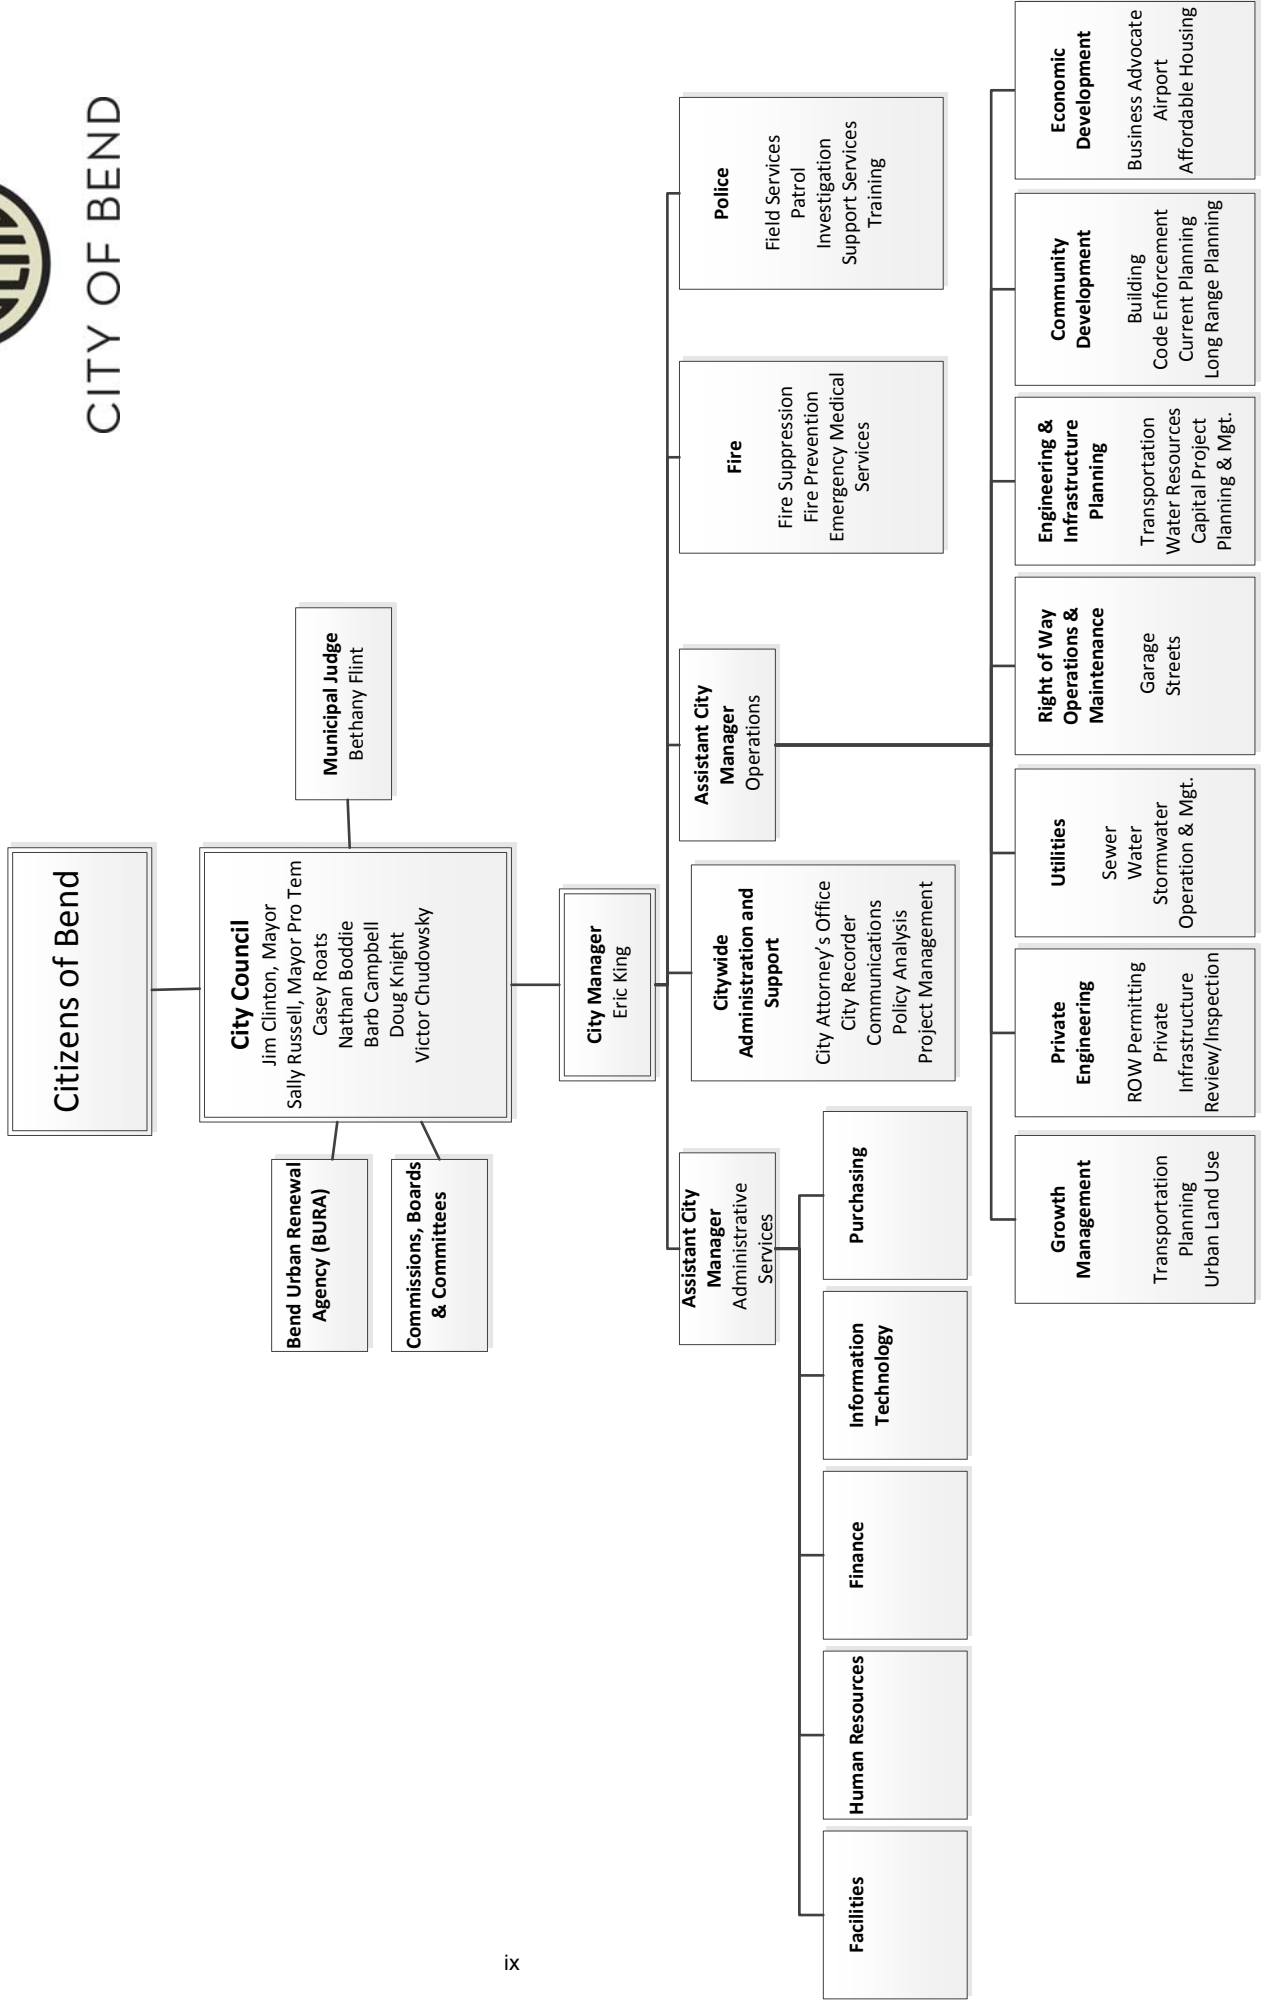 CITY OF BEND
Citizens of Bend
City Council
Jim Clinton, Mayor
Sally Russell, Mayor Pro Tem
Casey Roats
Nathan Boddie
Barb Campbell
Doug Knight
Victor Chudowsky
Bend Urban Renewal
Agency (BURA)
Commissions, Boards
& Committees
Municipal Judge
Bethany Flint
City Manager
Eric King
Assistant City
Manager
Administrative
Services
Citywide
Administration and
Support
City Attorney’s Office
City Recorder
Communications
Policy Analysis
Project Management
Assistant City
Manager
Operations
Fire
Fire Suppression
Fire Prevention
Emergency Medical
Services
Police
Field Services
Patrol
Investigation
Support Services
Training
Facilities
Human Resources
Finance
Information
Technology
Purchasing
Growth
Management
Transportation
Planning
Urban Land Use
Private
Engineering
ROW Permitting
Private
Infrastructure
Review/Inspection
Utilities
Sewer
Water
Stormwater
Operation & Mgt.
Right of Way
Operations &
Maintenance
Garage
Streets
Engineering &
Infrastructure
Planning
Transportation
Water Resources
Capital Project
Planning & Mgt.
Community
Development
Building
Code Enforcement
Current Planning
Long Range Planning
Economic
Development
Business Advocate
Airport
Affordable Housing
ix